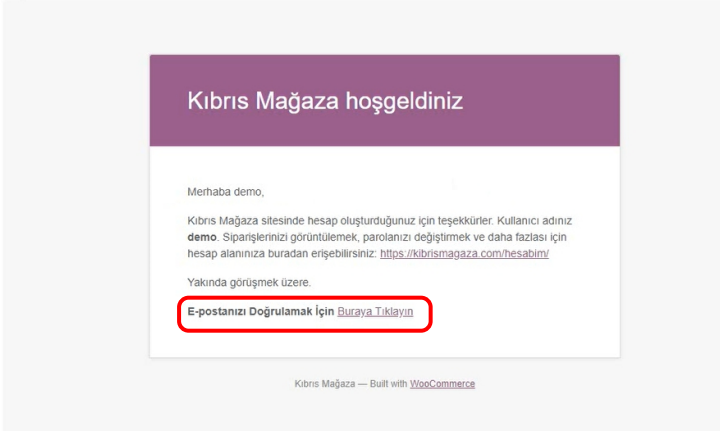 Kıbrıs Mağaza hoşgeldiniz
Merhaba demo,
Kıbrıs Mağaza sitesinde hesap oluşturduğunuz için teşekkürler. Kullanıcı adınız
demo. Siparişlerinizi görüntülemek, parolanızı değiştirmek ve daha fazlası için
hesap alanınıza buradan erişebilirsiniz: https://kibrismagaza.com/hesabim/
Yakında görüşmek üzere.
E-postanızı Doğrulamak İçin Buraya Tıklayın
Kıbrıs Mağaza — Built with WooCommerce